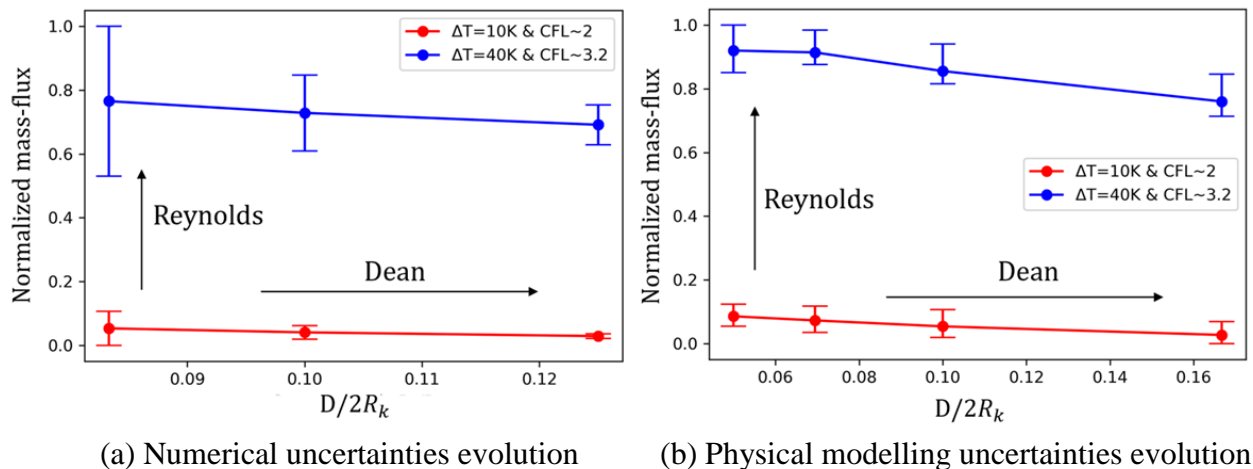 1.0
0.8
0.6
0.4
0.2
0.0
Normalized mass-flux
ΔT=10K & CFL~2
ΔT=40K & CFL~3.2
Reynolds
Dean
0.09
0.10
0.11
0.12
D/2Rₖ
(a) Numerical uncertainties evolution
1.0
0.8
0.6
0.4
0.2
0.0
Normalized mass-flux
ΔT=10K & CFL~2
ΔT=40K & CFL~3.2
Reynolds
Dean
0.06
0.08
0.10
0.12
0.14
0.16
D/2Rₖ
(b) Physical modelling uncertainties evolution